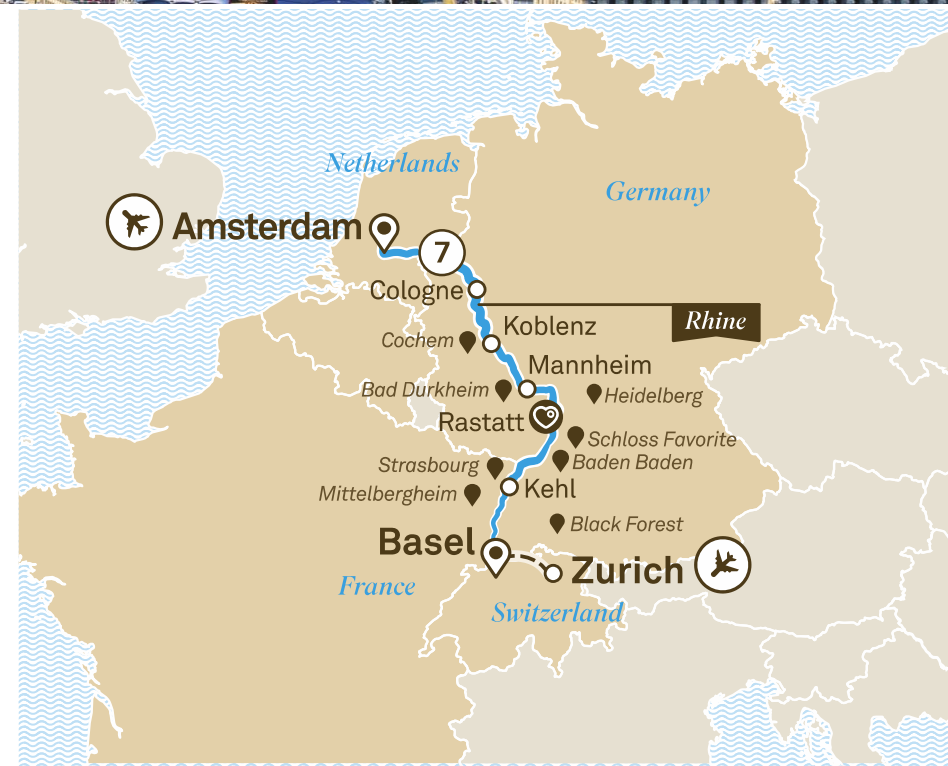 Netherlands
Germany
Amsterdam
7
Cologne
Rhine
Koblenz
Cochem
Mannheim
Bad Durkheim
Heidelberg
Rastatt
Schloss Favorite
Baden Baden
Strasbourg
Kehl
Mittelbergheim
Black Forest
Basel
Zurich
France
Switzerland